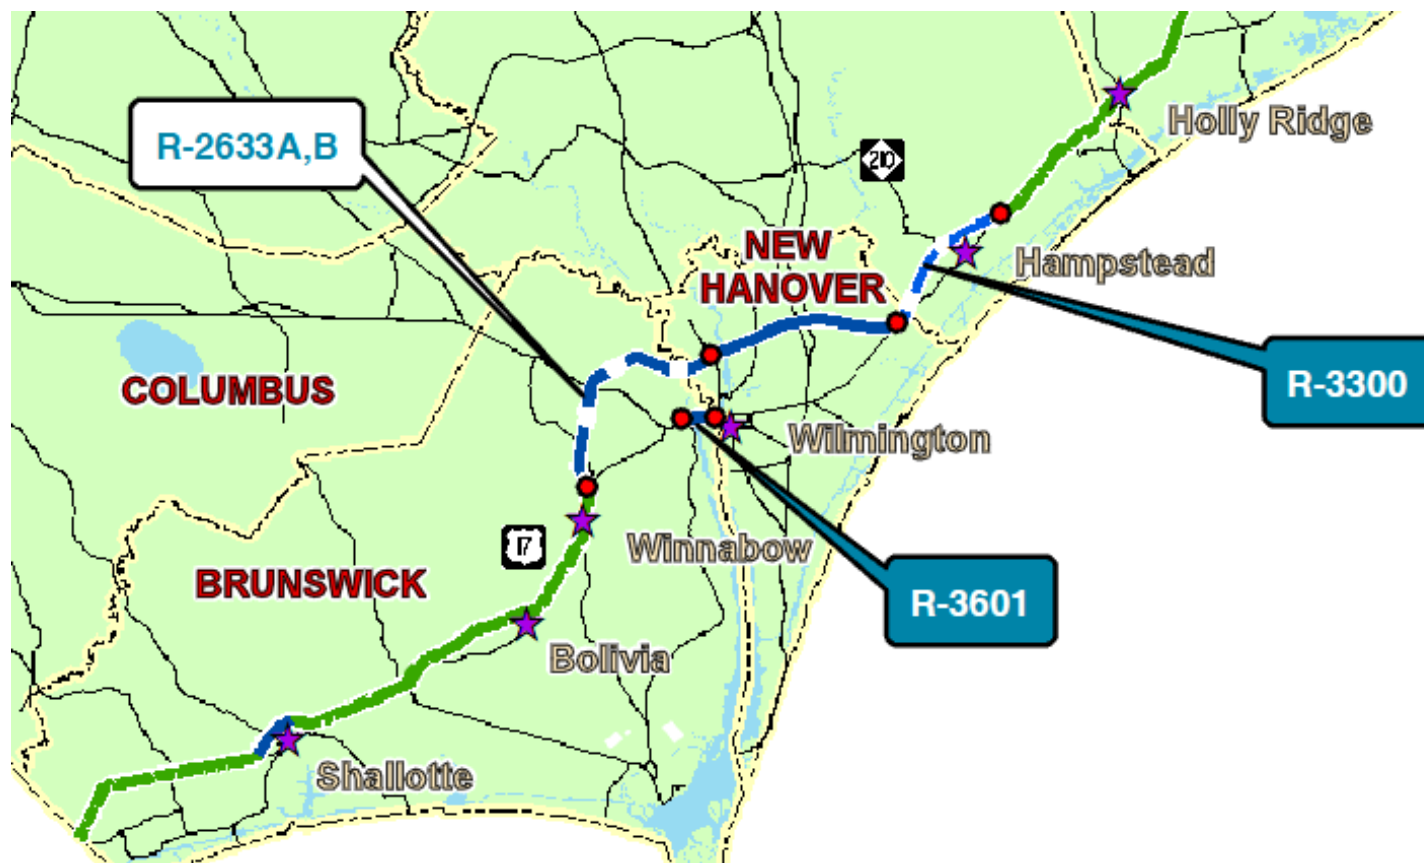 Holly Ridge
R-2633A,B
210
NEW
HANOVER
Hampstead
R-3300
COLUMBUS
Wilmington
17
Winnabow
BRUNSWICK
R-3601
Bolivia
Shallotte